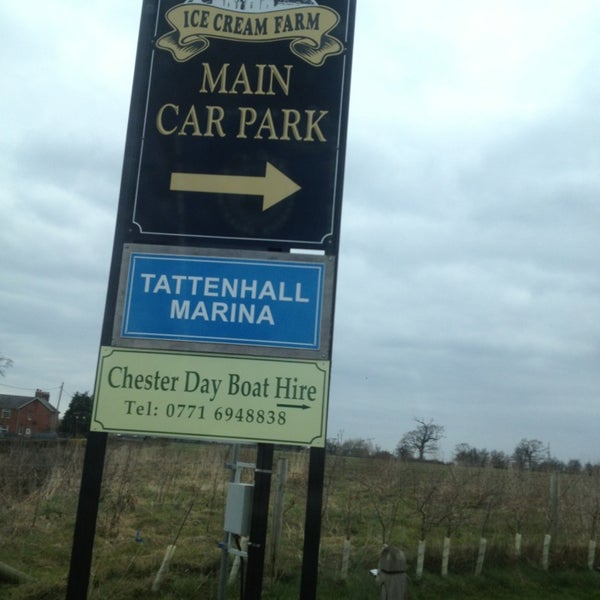 ICE CREAM FARM
MAIN
CAR PARK
TATTENHALL
MARINA
Chester Day Boat Hire
Tel: 0771 6948838